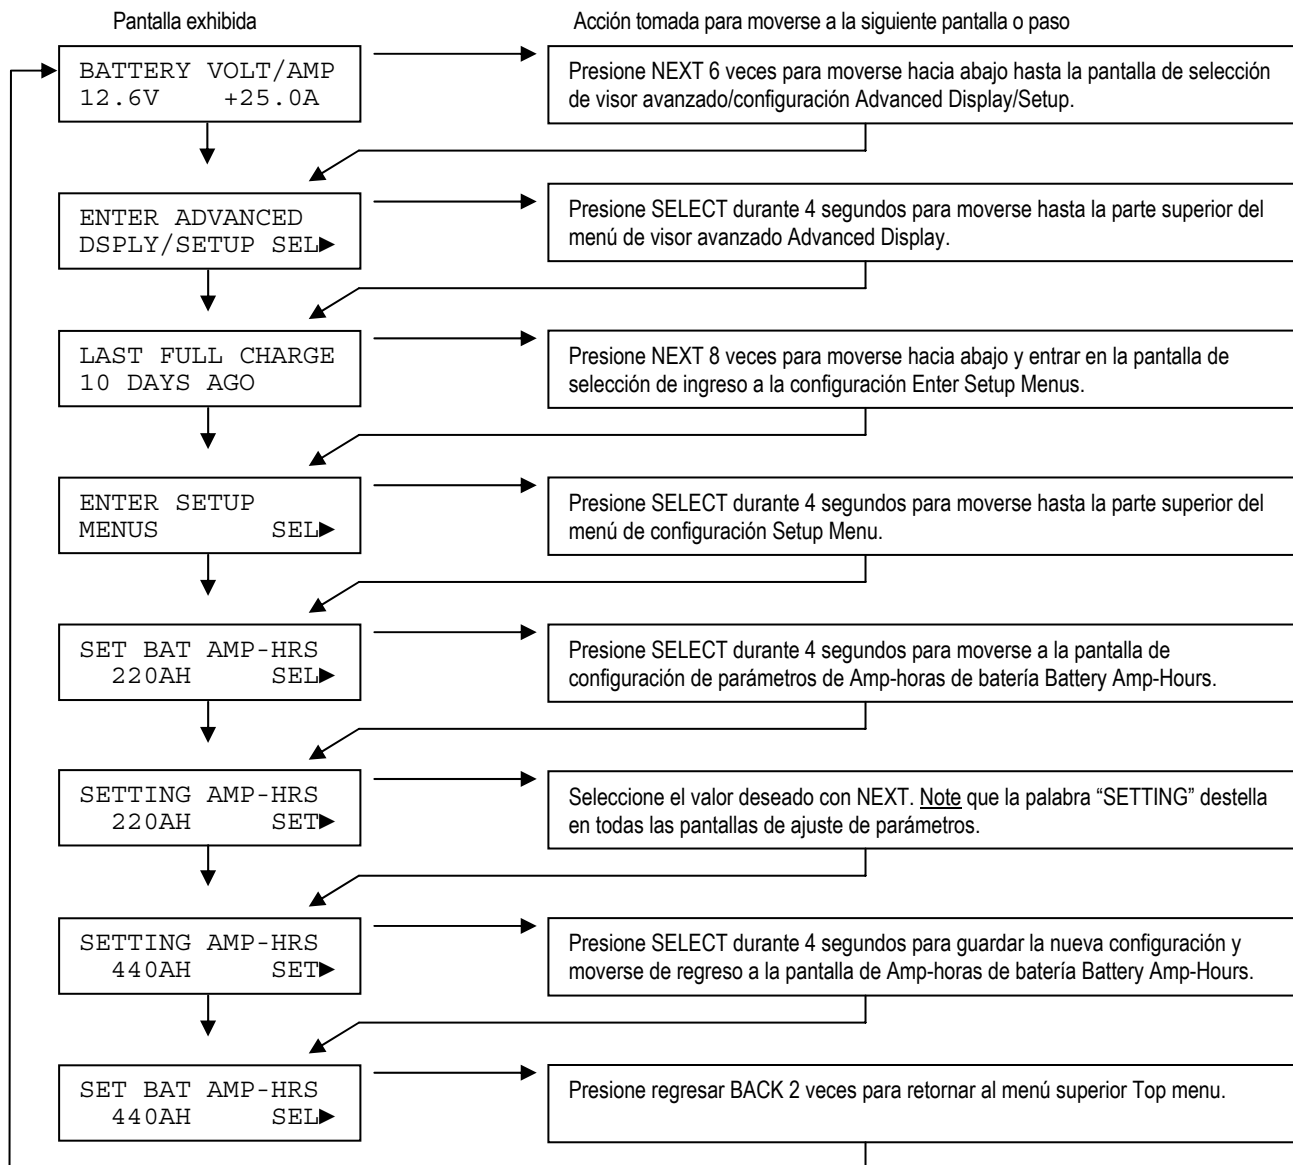 Pantalla exhibida
Acción tomada para moverse a la siguiente pantalla o paso
BATTERY VOLT/AMP
12.6V +25.0A
Presione NEXT 6 veces para moverse hacia abajo hasta la pantalla de selección
de visor avanzado/configuración Advanced Display/Setup.
ENTER ADVANCED
DSPLY/SETUP SEL►
Presione SELECT durante 4 segundos para moverse hasta la parte superior del
menú de visor avanzado Advanced Display.
LAST FULL CHARGE
10 DAYS AGO
Presione NEXT 8 veces para moverse hacia abajo y entrar en la pantalla de
selección de ingreso a la configuración Enter Setup Menus.
ENTER SETUP
MENUS SEL►
Presione SELECT durante 4 segundos para moverse hasta la parte superior del
menú de configuración Setup Menu.
SET BAT AMP-HRS
220AH SEL►
Presione SELECT durante 4 segundos para moverse a la pantalla de
configuración de parámetros de Amp-horas de batería Battery Amp-Hours.
SETTING AMP-HRS
220AH SET►
Seleccione el valor deseado con NEXT. Note que la palabra “SETTING” destella
en todas las pantallas de ajuste de parámetros.
SETTING AMP-HRS
440AH SET►
Presione SELECT durante 4 segundos para guardar la nueva configuración y
moverse de regreso a la pantalla de Amp-horas de batería Battery Amp-Hours.
SET BAT AMP-HRS
440AH SEL►
Presione regresar BACK 2 veces para retornar al menú superior Top menu.